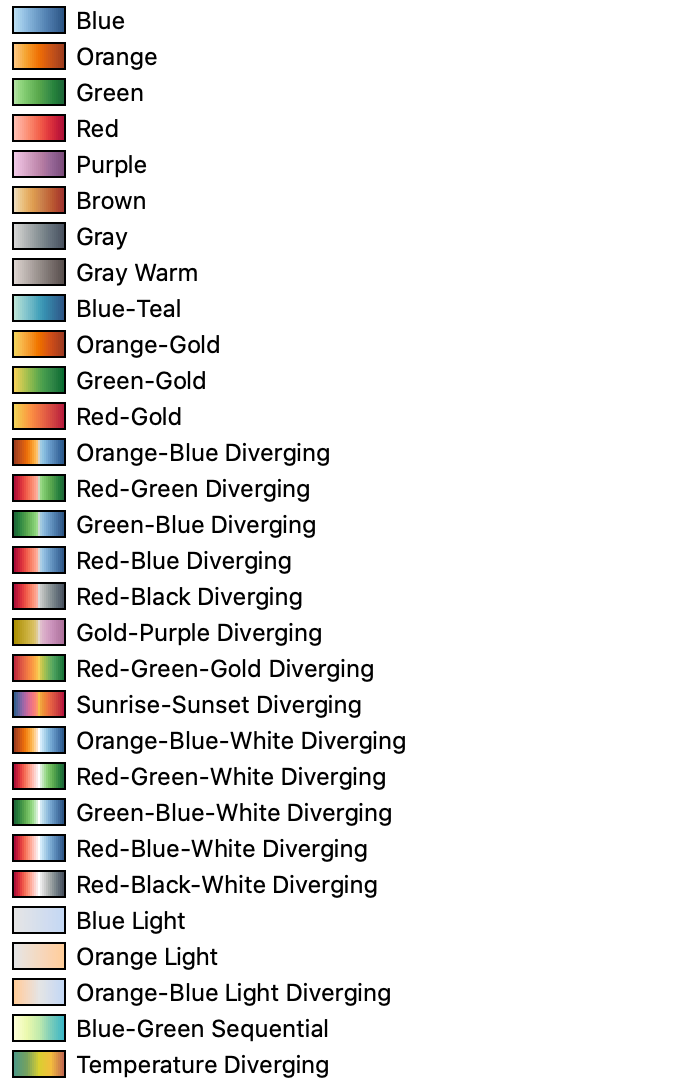 Blue
Orange
Green
Red
Purple
Brown
Gray
Gray Warm
Blue-Teal
Orange-Gold
Green-Gold
Red-Gold
Orange-Blue Diverging
Red-Green Diverging
Green-Blue Diverging
Red-Blue Diverging
Red-Black Diverging
Gold-Purple Diverging
Red-Green-Gold Diverging
Sunrise-Sunset Diverging
Orange-Blue-White Diverging
Red-Green-White Diverging
Green-Blue-White Diverging
Red-Blue-White Diverging
Red-Black-White Diverging
Blue Light
Orange Light
Orange-Blue Light Diverging
Blue-Green Sequential
Temperature Diverging